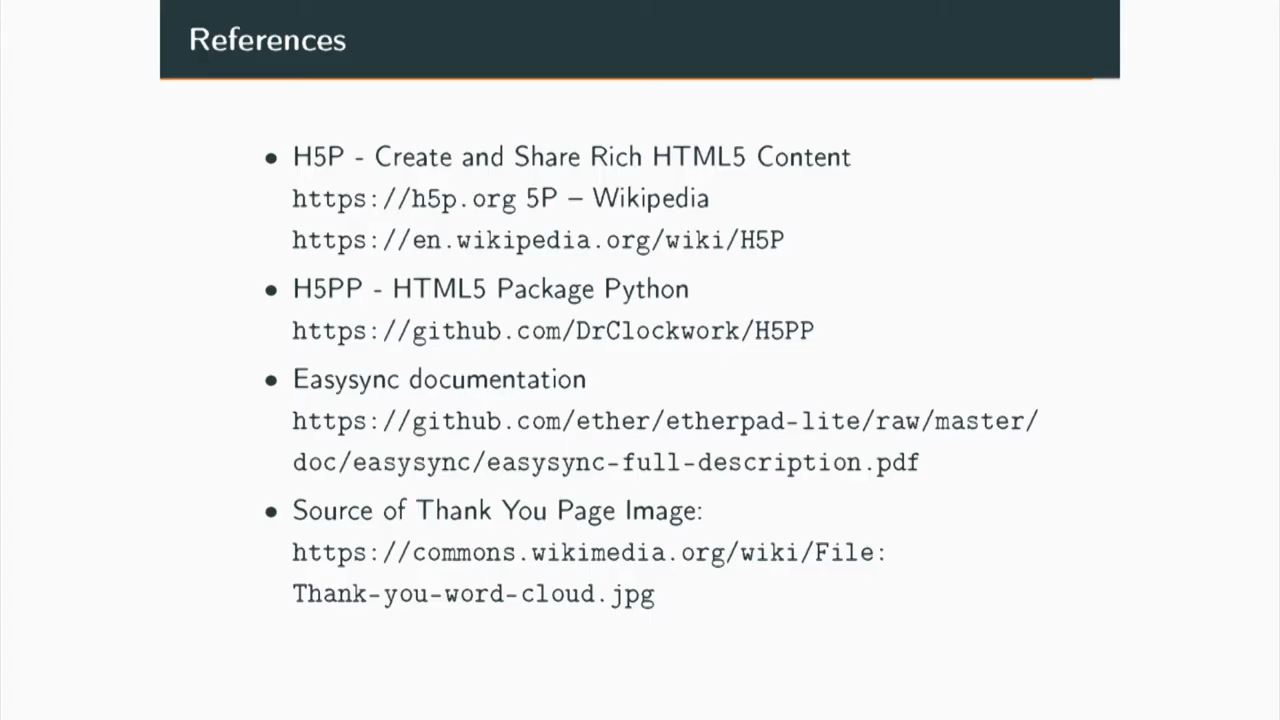 References
• H5P - Create and Share Rich HTML5 Content
https://h5p.org 5P – Wikipedia
https://en.wikipedia.org/wiki/H5P
• H5PP - HTML5 Package Python
https://github.com/DrClockwork/H5PP
• Easysync documentation
https://github.com/ether/etherpad-lite/raw/master/
doc/easysync/easysync-full-description.pdf
• Source of Thank You Page Image:
https://commons.wikimedia.org/wiki/File:
Thank-you-word-cloud.jpg